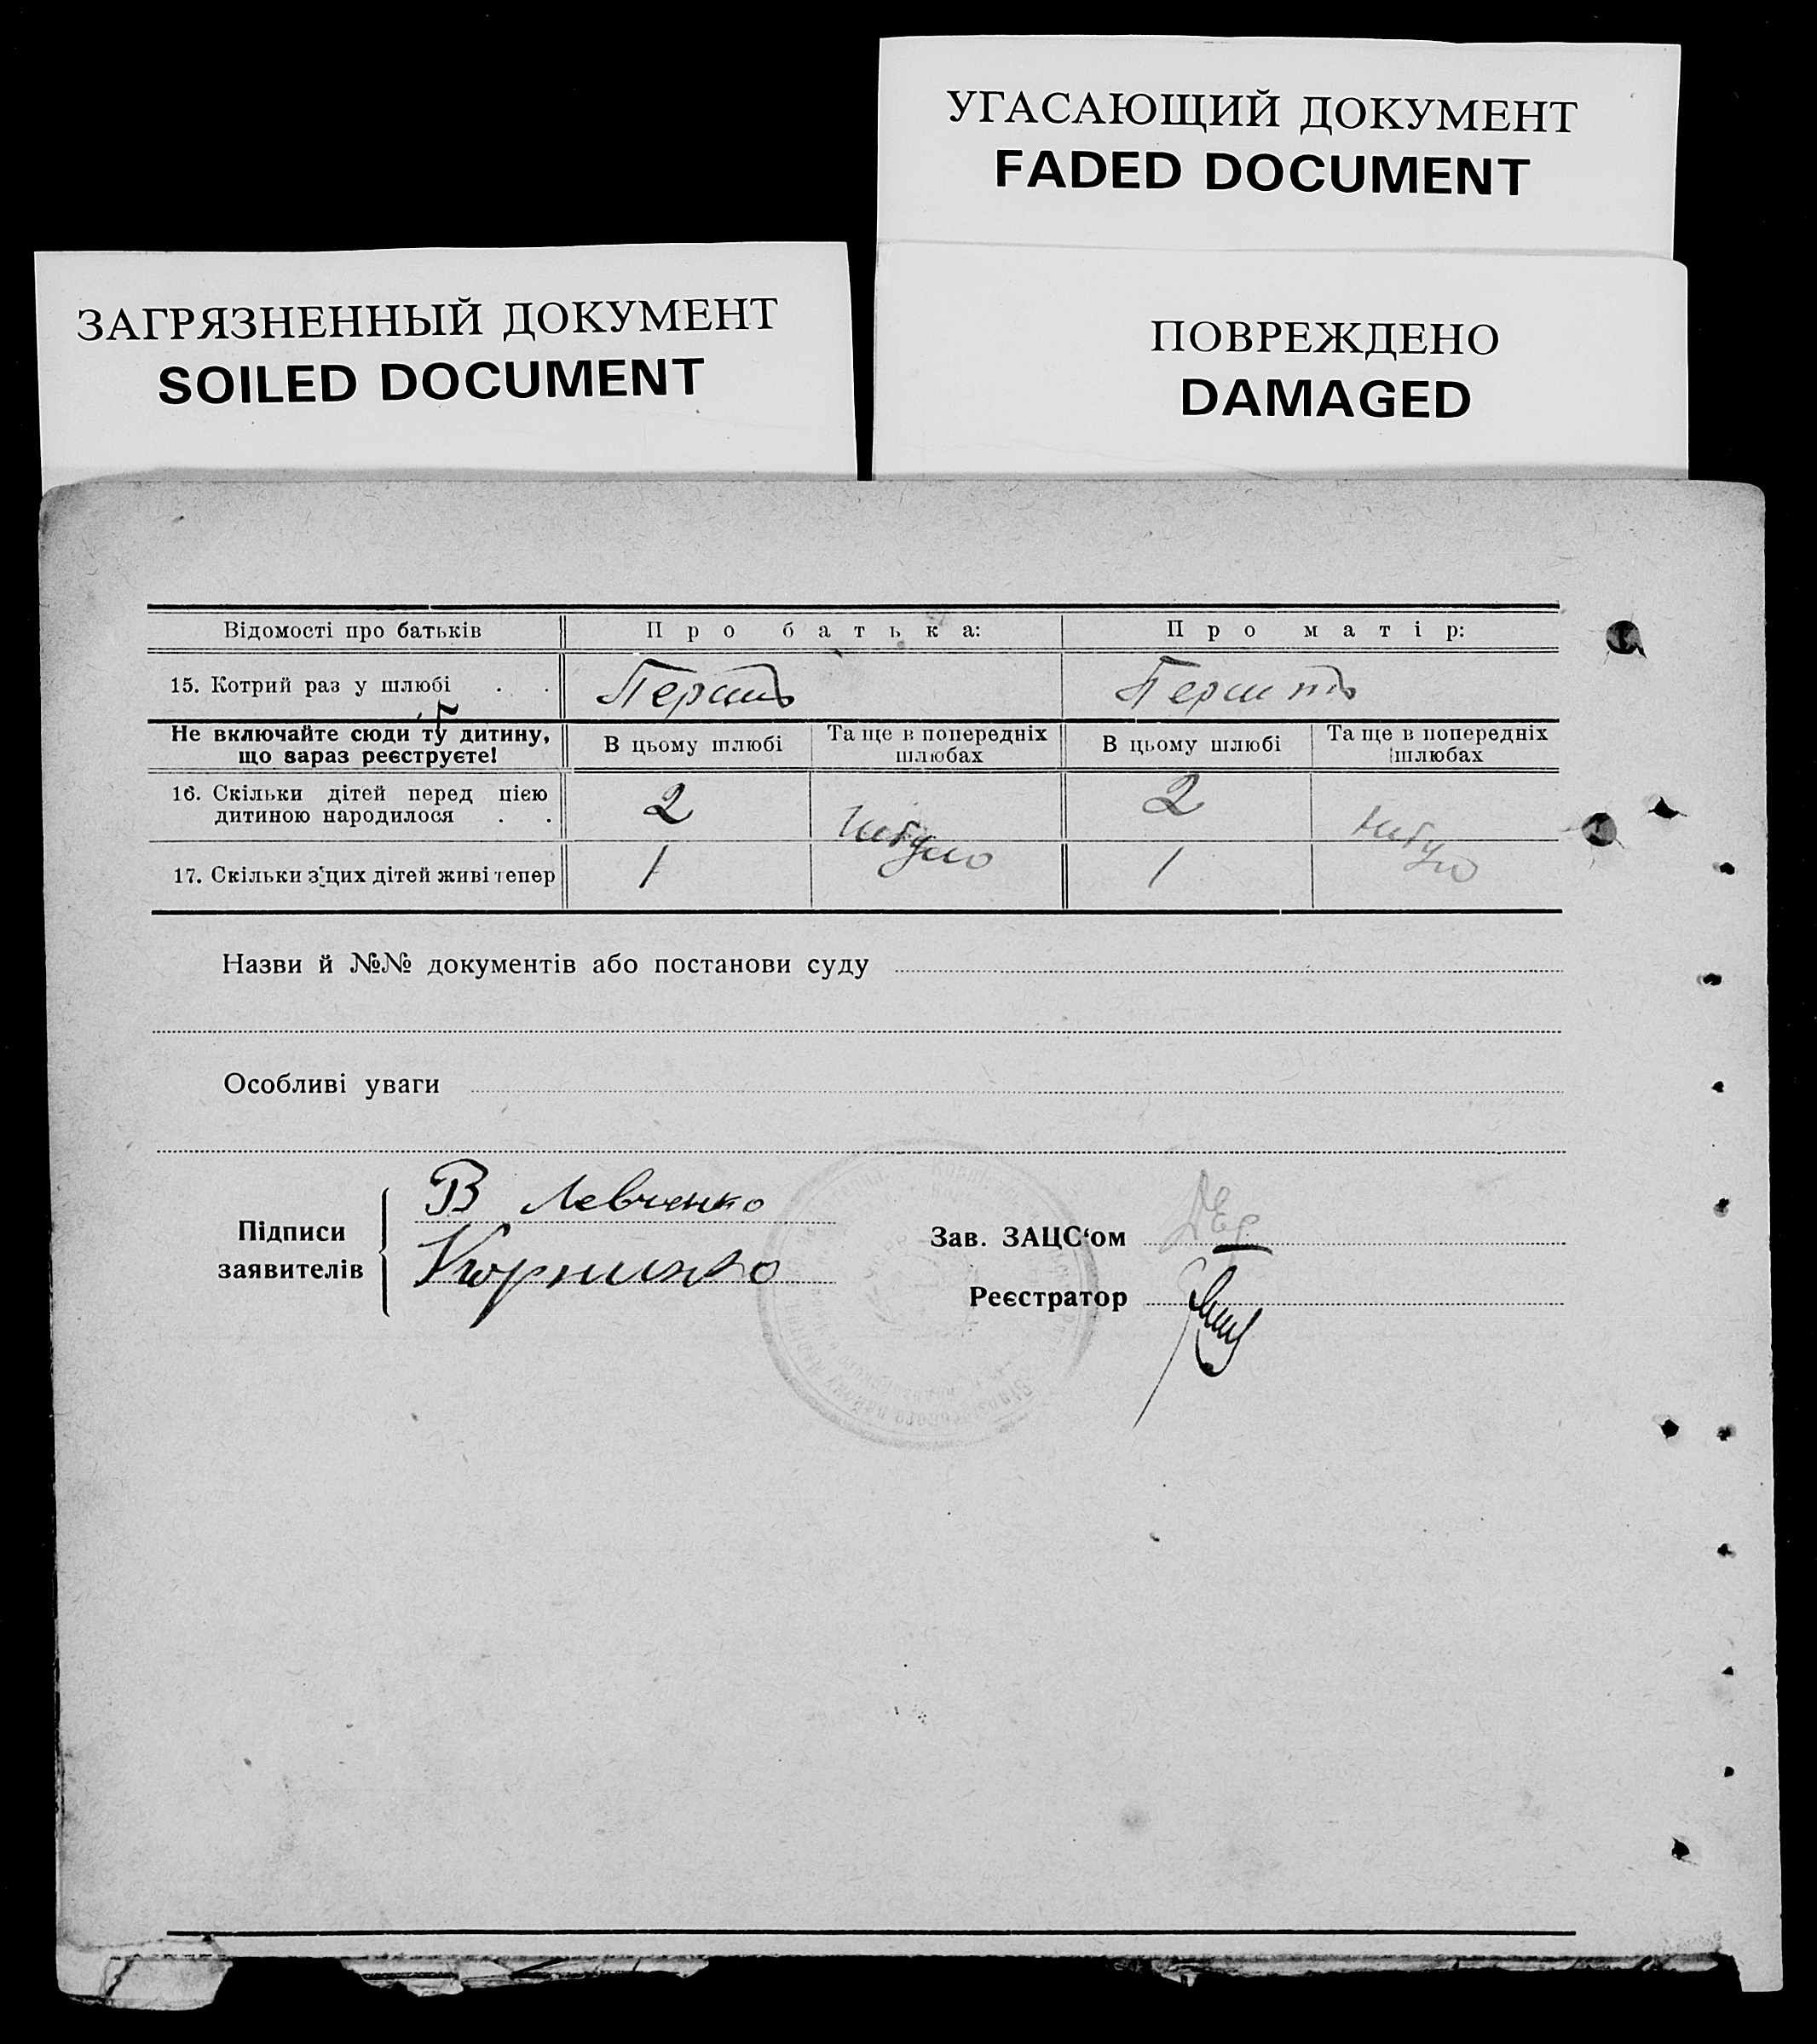 УГАСАЮЩИЙ ДОКУМЕНТ
FADED DOCUMENT
ЗАГРЯЗНЕННЫЙ ДОКУМЕНТ
SOILED DOCUMENT
ПОВРЕЖДЕНО
DAMAGED
Відомості про батьків Про батька: Про матір:
15. Котрий раз у шлюбі . .
Не включайте сюди ту дитину, що зараз реєструєте! В цьому шлюбі Та ще в попередніх шлюбах В цьому шлюбі Та ще в попередніх шлюбах
16. Скільки дітей перед цією
дитиною народилося . . 2 2
17. Скільки з цих дітей живі тепер 1 1
Назви й №№ документів або постанови суду
Особливі уваги
Підписи
заявителів
В Левченко
Зав. ЗАЦС‘ом
Реєстратор